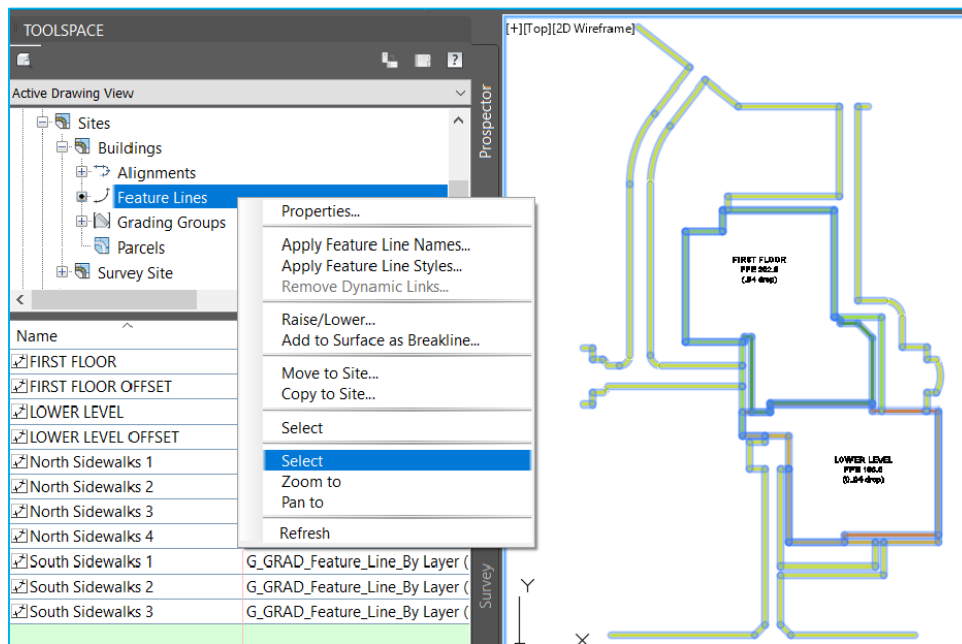 TOOLSPACE
?
Active Drawing View
Sites
Buildings
Alignments
Feature Lines
Grading Groups
Parcels
Survey Site
Prospector
Survey
Name
FIRST FLOOR
FIRST FLOOR OFFSET
LOWER LEVEL
LOWER LEVEL OFFSET
North Sidewalks 1
North Sidewalks 2
North Sidewalks 3
North Sidewalks 4
South Sidewalks 1 G_GRAD_Feature_Line_By Layer (
South Sidewalks 2 G_GRAD_Feature_Line_By Layer (
South Sidewalks 3 G_GRAD_Feature_Line_By Layer (
Properties...
Apply Feature Line Names...
Apply Feature Line Styles...
Remove Dynamic Links...
Raise/Lower...
Add to Surface as Breakline...
Move to Site...
Copy to Site...
Select
Select
Zoom to
Pan to
Refresh
[+][Top][2D Wireframe]
FIRST FLOOR
(.84 drop)
LOWER LEVEL
Y
X